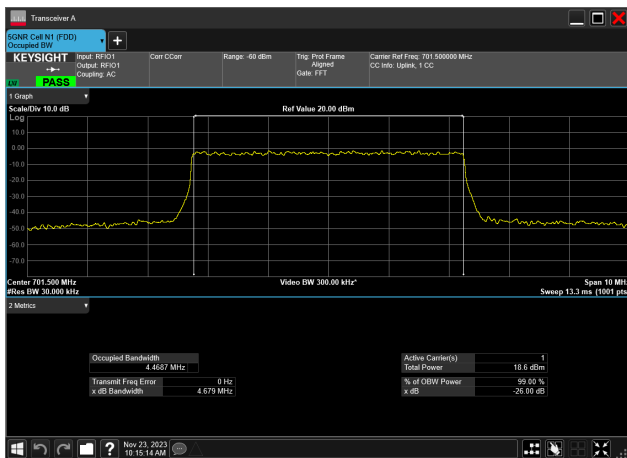 Transceiver A
5GNR Cell N1 (FDD)
Occupied BW
+
KEYSIGHT
LV PASS
Input: RFIO1
Output: RFIO1
Coupling: AC
Corr CCorr
Range: -60 dBm
Trig: Prot Frame
Aligned
Gate: FFT
Carrier Ref Freq: 701.500000 MHz
CC Info: Uplink, 1 CC
1 Graph
Scale/Div 10.0 dB
Ref Value 20.00 dBm
Log
10.0
0.00
-10.0
-20.0
-30.0
-40.0
-50.0
-60.0
-70.0
Center 701.500 MHz
Video BW 300.00 kHz*
Span 10 MHz
#Res BW 30.000 kHz
Sweep 13.3 ms (1001 pts
2 Metrics
Occupied Bandwidth
4.4687 MHz
Transmit Freq Error 0 Hz
x dB Bandwidth 4.679 MHz
Active Carrier(s) 1
Total Power 18.6 dBm
% of OBW Power 99.00 %
x dB -26.00 dB
?
Nov 23, 2023
10:15:14 AM